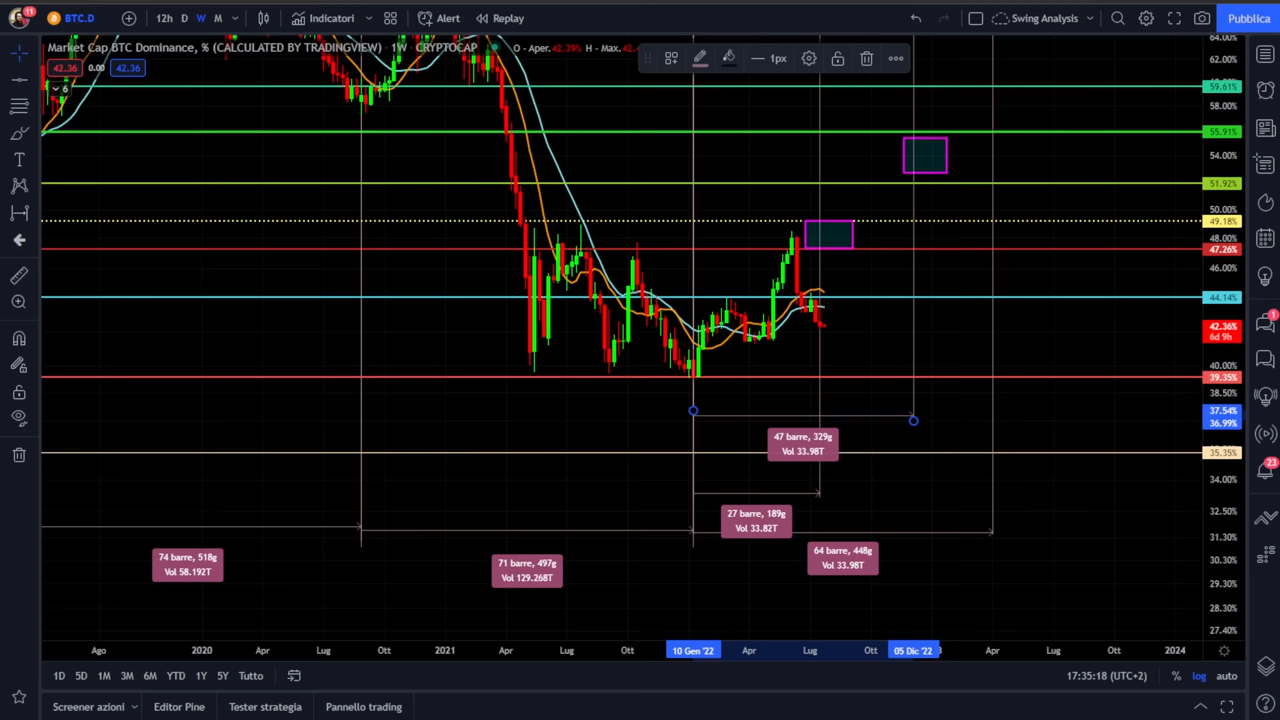 11
BTC.D
12h D W M
Indicatori
Alert
Replay
Swing Analysis
Pubblica
Market Cap BTC Dominance, % (CALCULATED BY TRADINGVIEW) · 1W · CRYPTOCAP
O - Aper. 42.39% H - Max.
1px
42.36 0.00 42.36
6
64.00%
62.00%
59.61%
58.00%
55.91%
54.00%
51.92%
50.00%
49.18%
48.00%
47.26%
46.00%
44.14%
42.36%
6d 9h
40.00%
39.35%
38.50%
37.54%
36.99%
35.35%
34.00%
32.50%
31.30%
30.30%
29.30%
28.30%
27.40%
1
23
47 barre, 329g
Vol 33.98T
27 barre, 189g
Vol 33.82T
74 barre, 518g
Vol 58.192T
71 barre, 497g
Vol 129.268T
64 barre, 448g
Vol 33.98T
Ago 2020 Apr Lug Ott 2021 Apr Lug Ott 10 Gen '22 Apr Lug Ott 05 Dic '22 Apr Lug Ott 2024
1D 5D 1M 3M 6M YTD 1Y 5Y Tutto
17:35:18 (UTC+2) % log auto
Screener azioni Editor Pine Tester strategia Pannello trading